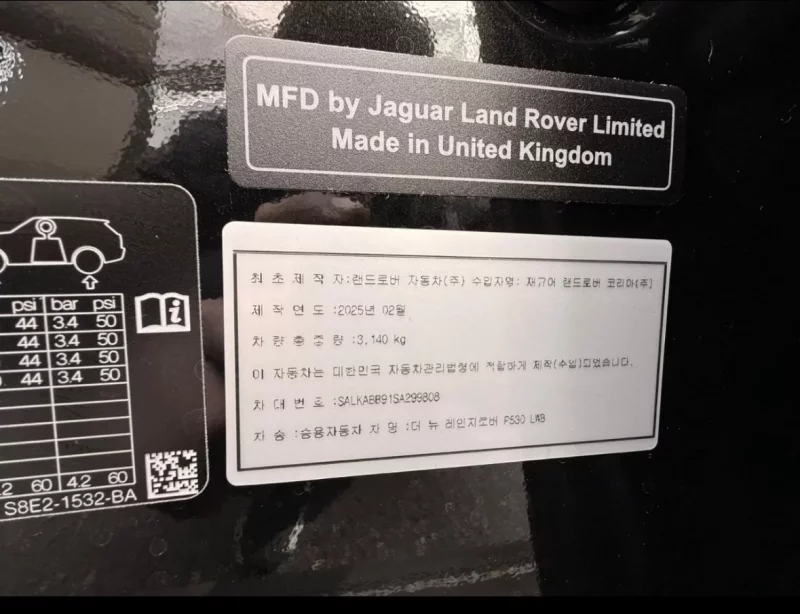 MFD by Jaguar Land Rover Limited
Made in United Kingdom
최 초 제 작 자:랜드로버 자동차(주) 수입자명: 재규어 랜드로버 코리아(주)
제 작 연 도 :2025년 02월
차 량 총 중 량 :3,140 kg
이 자동차는 대한민국 자동차관리법령에 적합하게 제작(수입)되었습니다.
차 대 번 호 :SALKABB91SA299808
차 종 :승용자동차 차 명 :더 뉴 레인지로버 P530 LWB
psi bar psi
44 3.4 50
44 3.4 50
44 3.4 50
44 3.4 50
.2 60 4.2 60
S8E2-1532-BA
i